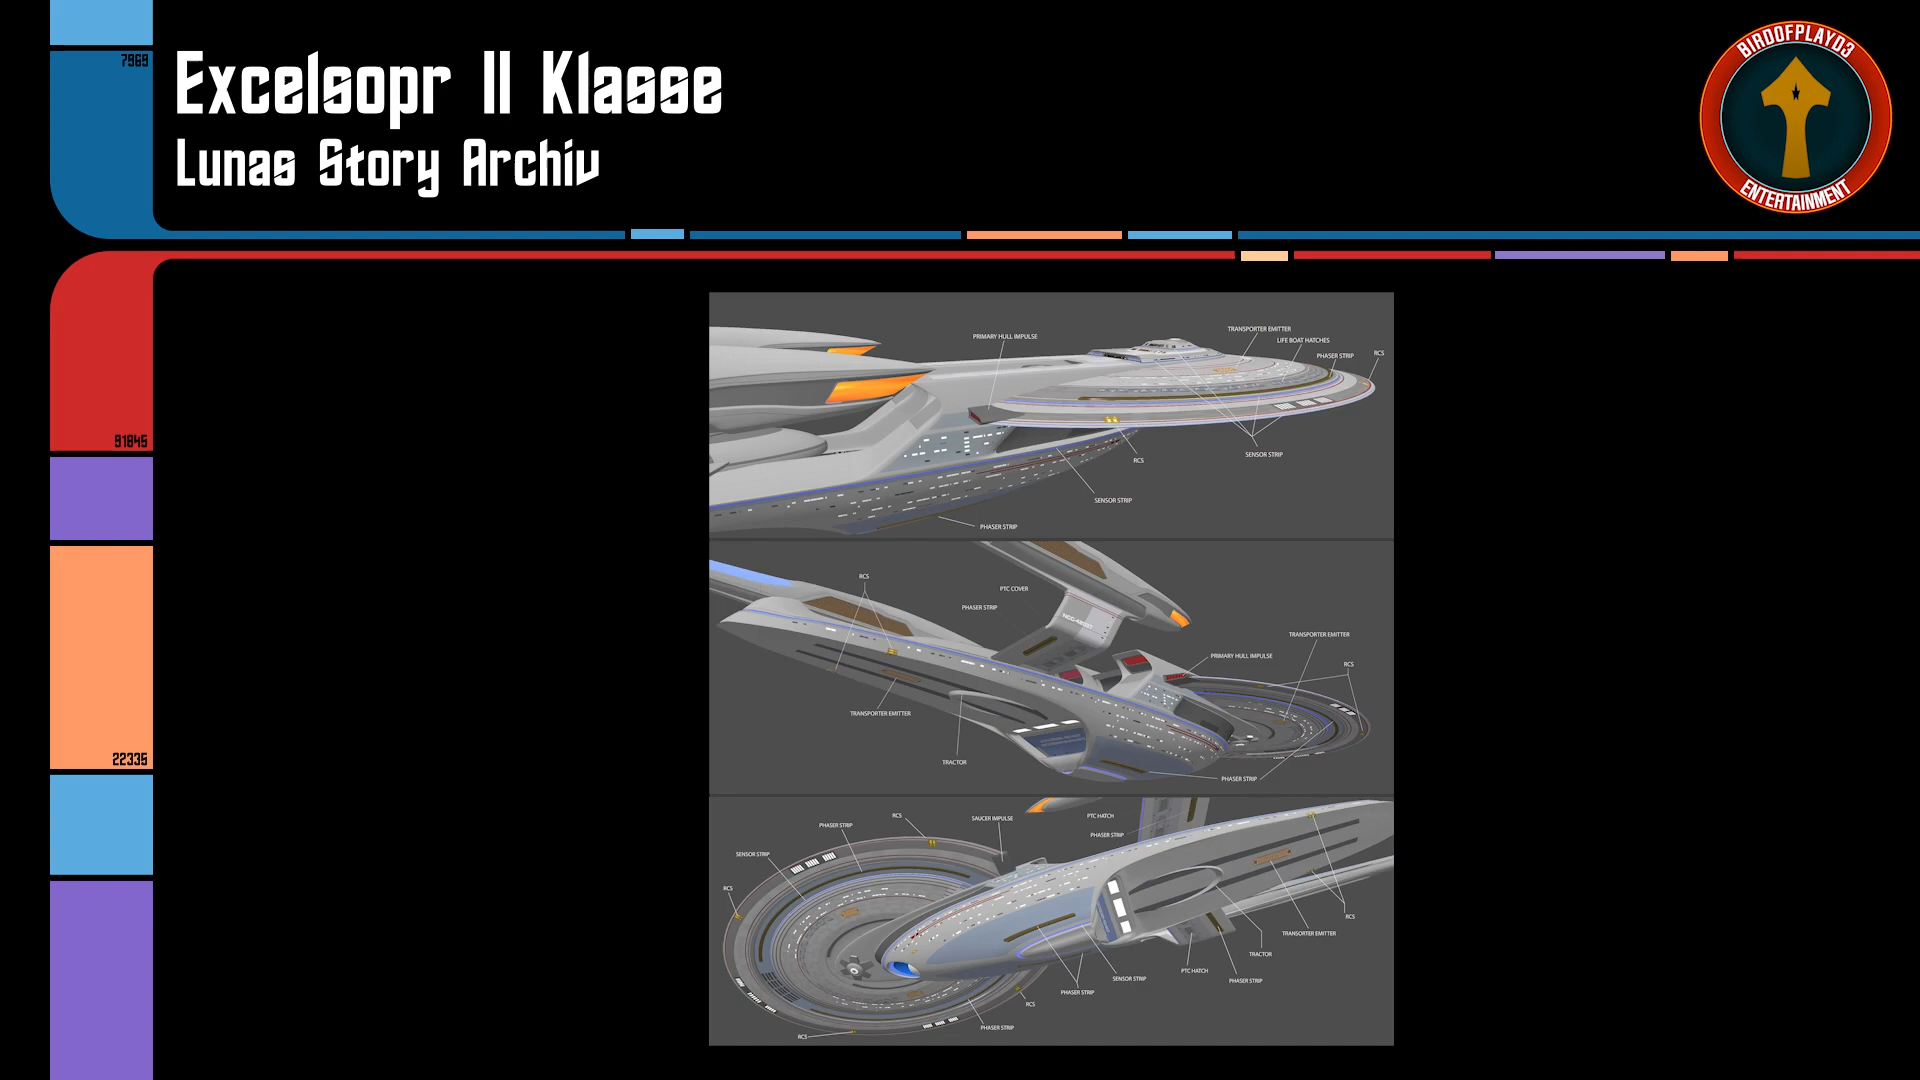 7969
Excelsopr II Klasse
Lunas Story Archiv
BIRDOFPLAYD3
ENTERTAINMENT
91845
22335
PRIMARY HULL IMPULSE
TRANSPORTER EMITTER
LIFE BOAT HATCHES
PHASER STRIP
RCS
SENSOR STRIP
RCS
SENSOR STRIP
PHASER STRIP
RCS
PTC COVER
PHASER STRIP
TRANSPORTER EMITTER
PRIMARY HULL IMPULSE
RCS
TRANSPORTER EMITTER
TRACTOR
PHASER STRIP
RCS
SAUCER IMPULSE
PTC HATCH
PHASER STRIP
PHASER STRIP
SENSOR STRIP
RCS
RCS
TRANSORTER EMITTER
TRACTOR
PTC HATCH
SENSOR STRIP
PHASER STRIP
PHASER STRIP
RCS
PHASER STRIP
RCS